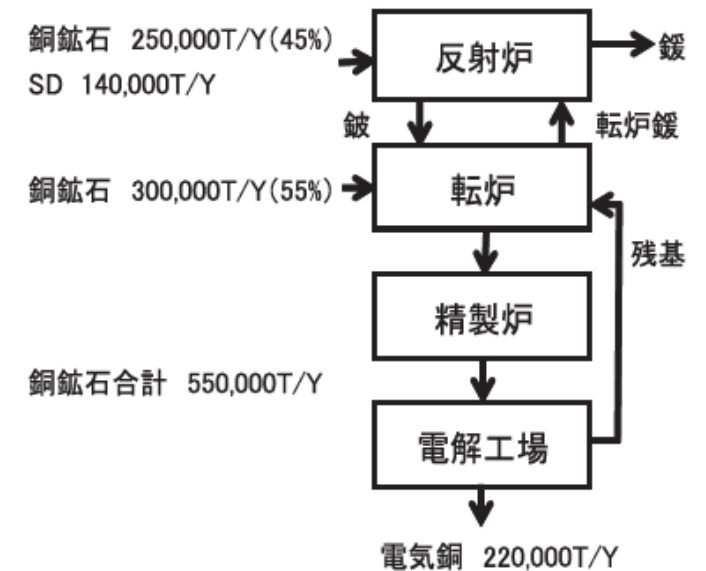 銅鉱石 250,000T/Y(45%)
SD 140,000T/Y
反射炉
鍰
鈹
転炉鍰
銅鉱石 300,000T/Y(55%)
転炉
残基
精製炉
銅鉱石合計 550,000T/Y
電解工場
電気銅 220,000T/Y